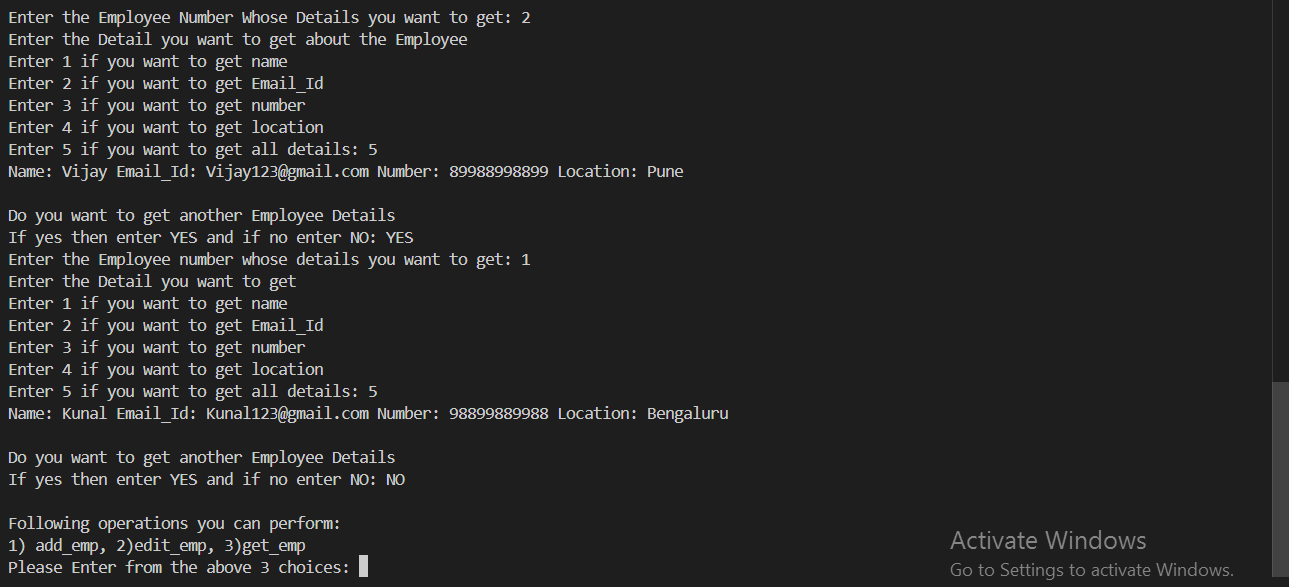 Enter the Employee Number Whose Details you want to get: 2
Enter the Detail you want to get about the Employee
Enter 1 if you want to get name
Enter 2 if you want to get Email_Id
Enter 3 if you want to get number
Enter 4 if you want to get location
Enter 5 if you want to get all details: 5
Name: Vijay Email_Id: Vijay123@gmail.com Number: 89988998899 Location: Pune
Do you want to get another Employee Details
If yes then enter YES and if no enter NO: YES
Enter the Employee number whose details you want to get: 1
Enter the Detail you want to get
Enter 1 if you want to get name
Enter 2 if you want to get Email_Id
Enter 3 if you want to get number
Enter 4 if you want to get location
Enter 5 if you want to get all details: 5
Name: Kunal Email_Id: Kunal123@gmail.com Number: 98899889988 Location: Bengaluru
Do you want to get another Employee Details
If yes then enter YES and if no enter NO: NO
Following operations you can perform:
1) add_emp, 2)edit_emp, 3)get_emp
Please Enter from the above 3 choices:
Activate Windows
Go to Settings to activate Windows.